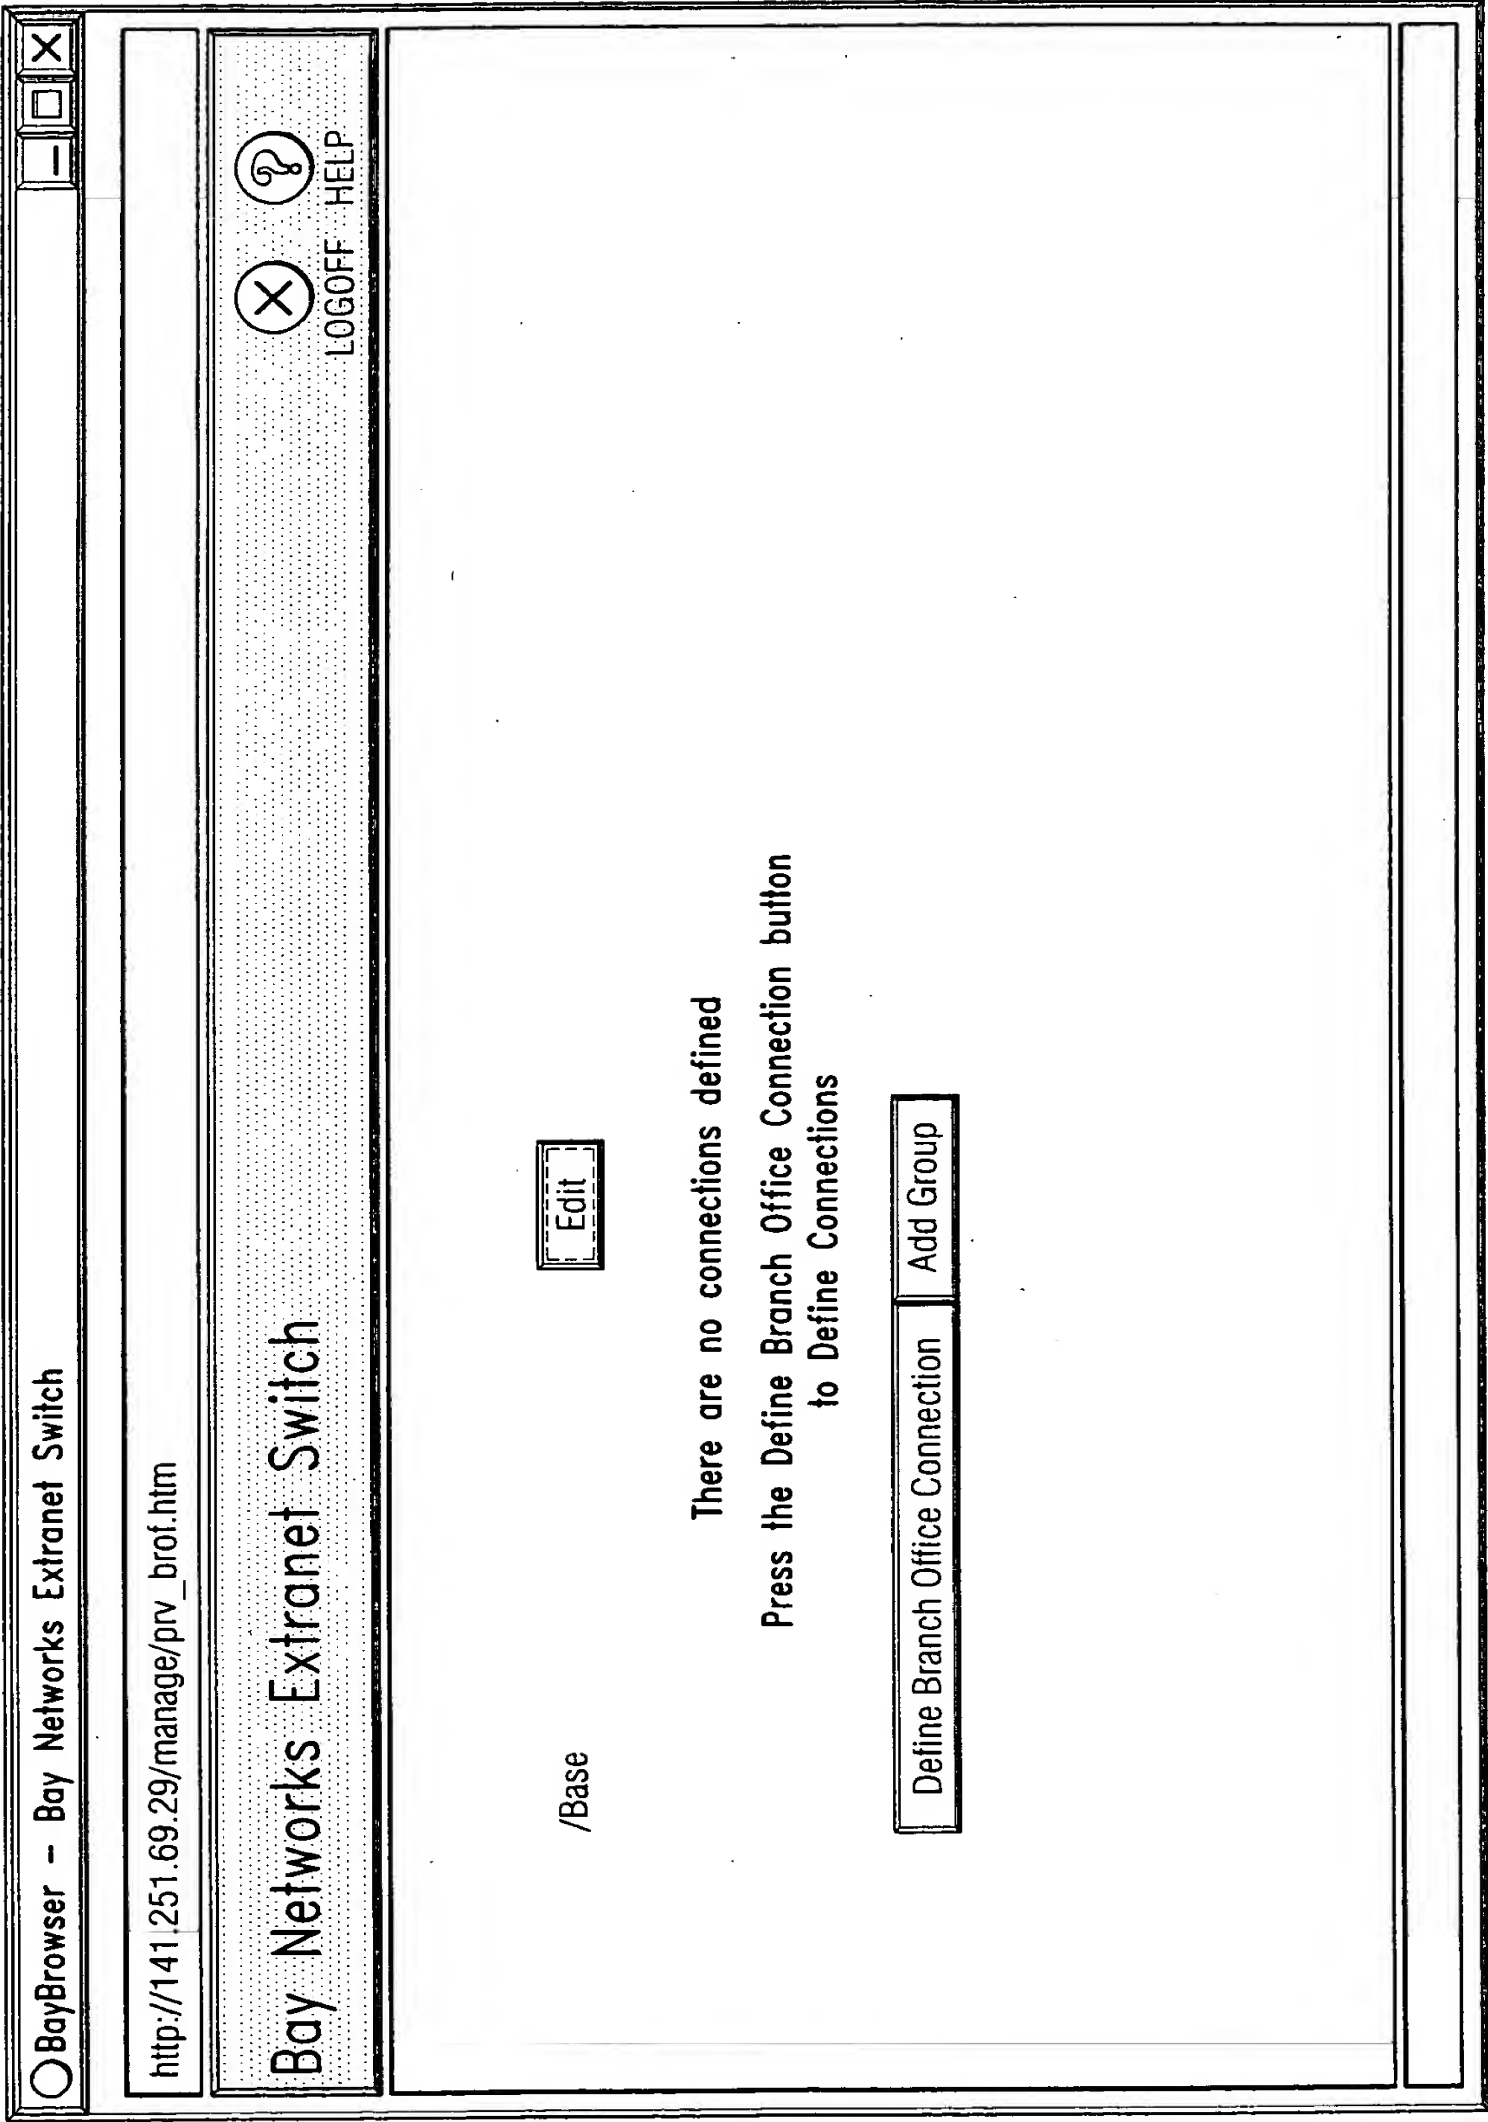 BayBrowser – Bay Networks Extranet Switch
http://141.251.69.29/manage/prv_brof.htm
Bay Networks Extranet Switch
LOGOFF HELP
/Base
Edit
There are no connections defined
Press the Define Branch Office Connection button
to Define Connections
Define Branch Office Connection
Add Group